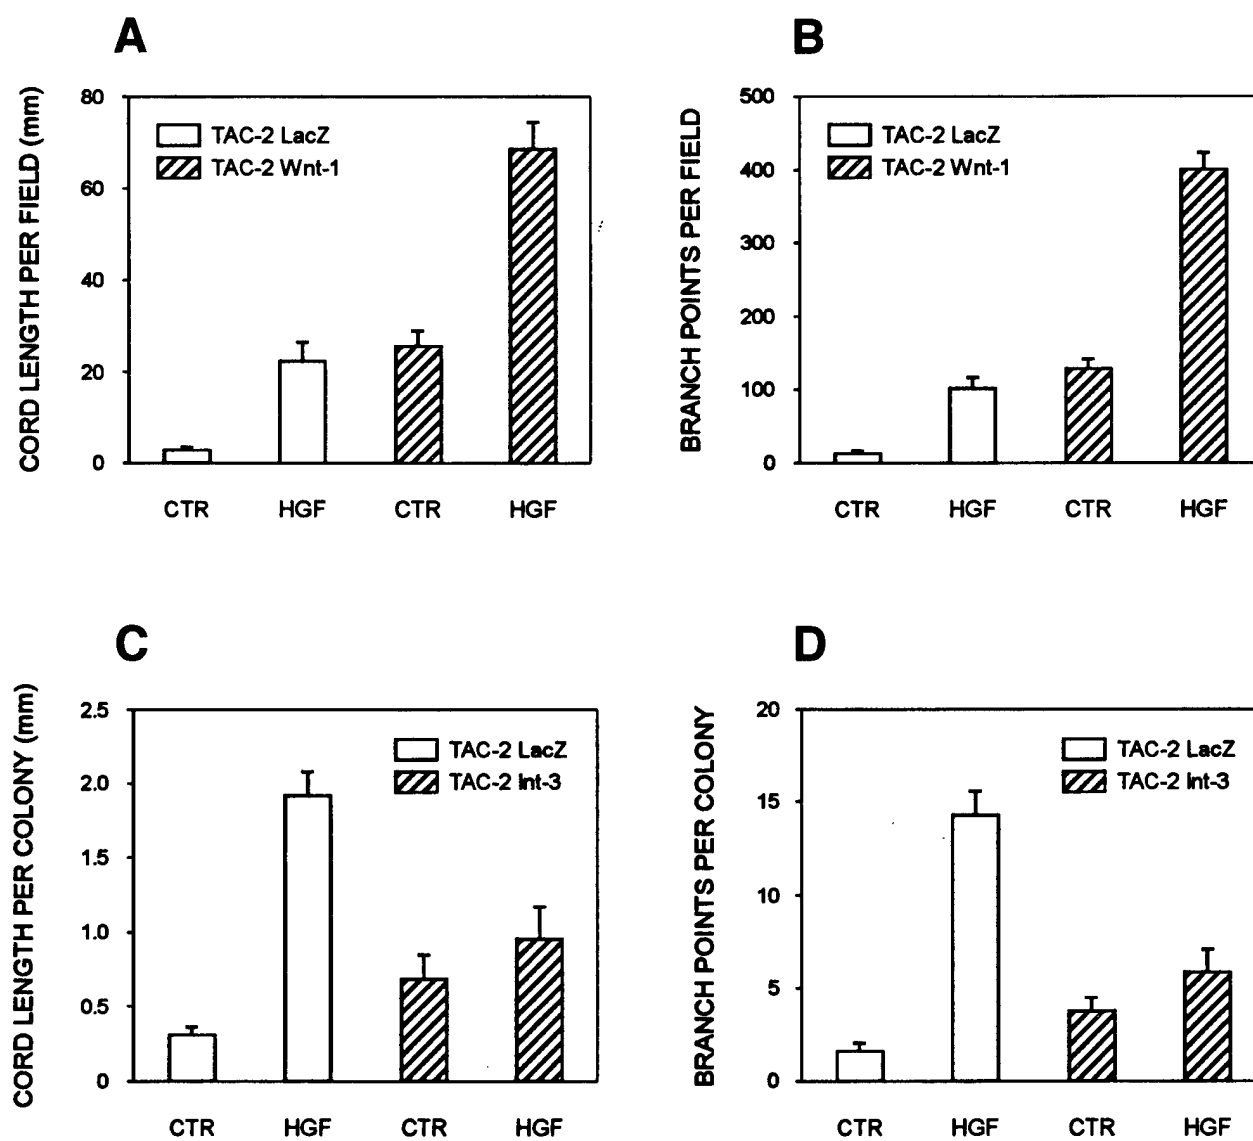 A
CORD LENGTH PER FIELD (mm)
80
60
40
20
0
TAC-2 LacZ
TAC-2 Wnt-1
CTR HGF CTR HGF
B
BRANCH POINTS PER FIELD
500
400
300
200
100
0
TAC-2 LacZ
TAC-2 Wnt-1
CTR HGF CTR HGF
C
CORD LENGTH PER COLONY (mm)
2.5
2.0
1.5
1.0
0.5
0
TAC-2 LacZ
TAC-2 Int-3
CTR HGF CTR HGF
D
BRANCH POINTS PER COLONY
20
15
10
5
0
TAC-2 LacZ
TAC-2 Int-3
CTR HGF CTR HGF